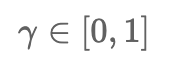 γ ∈ [0, 1]